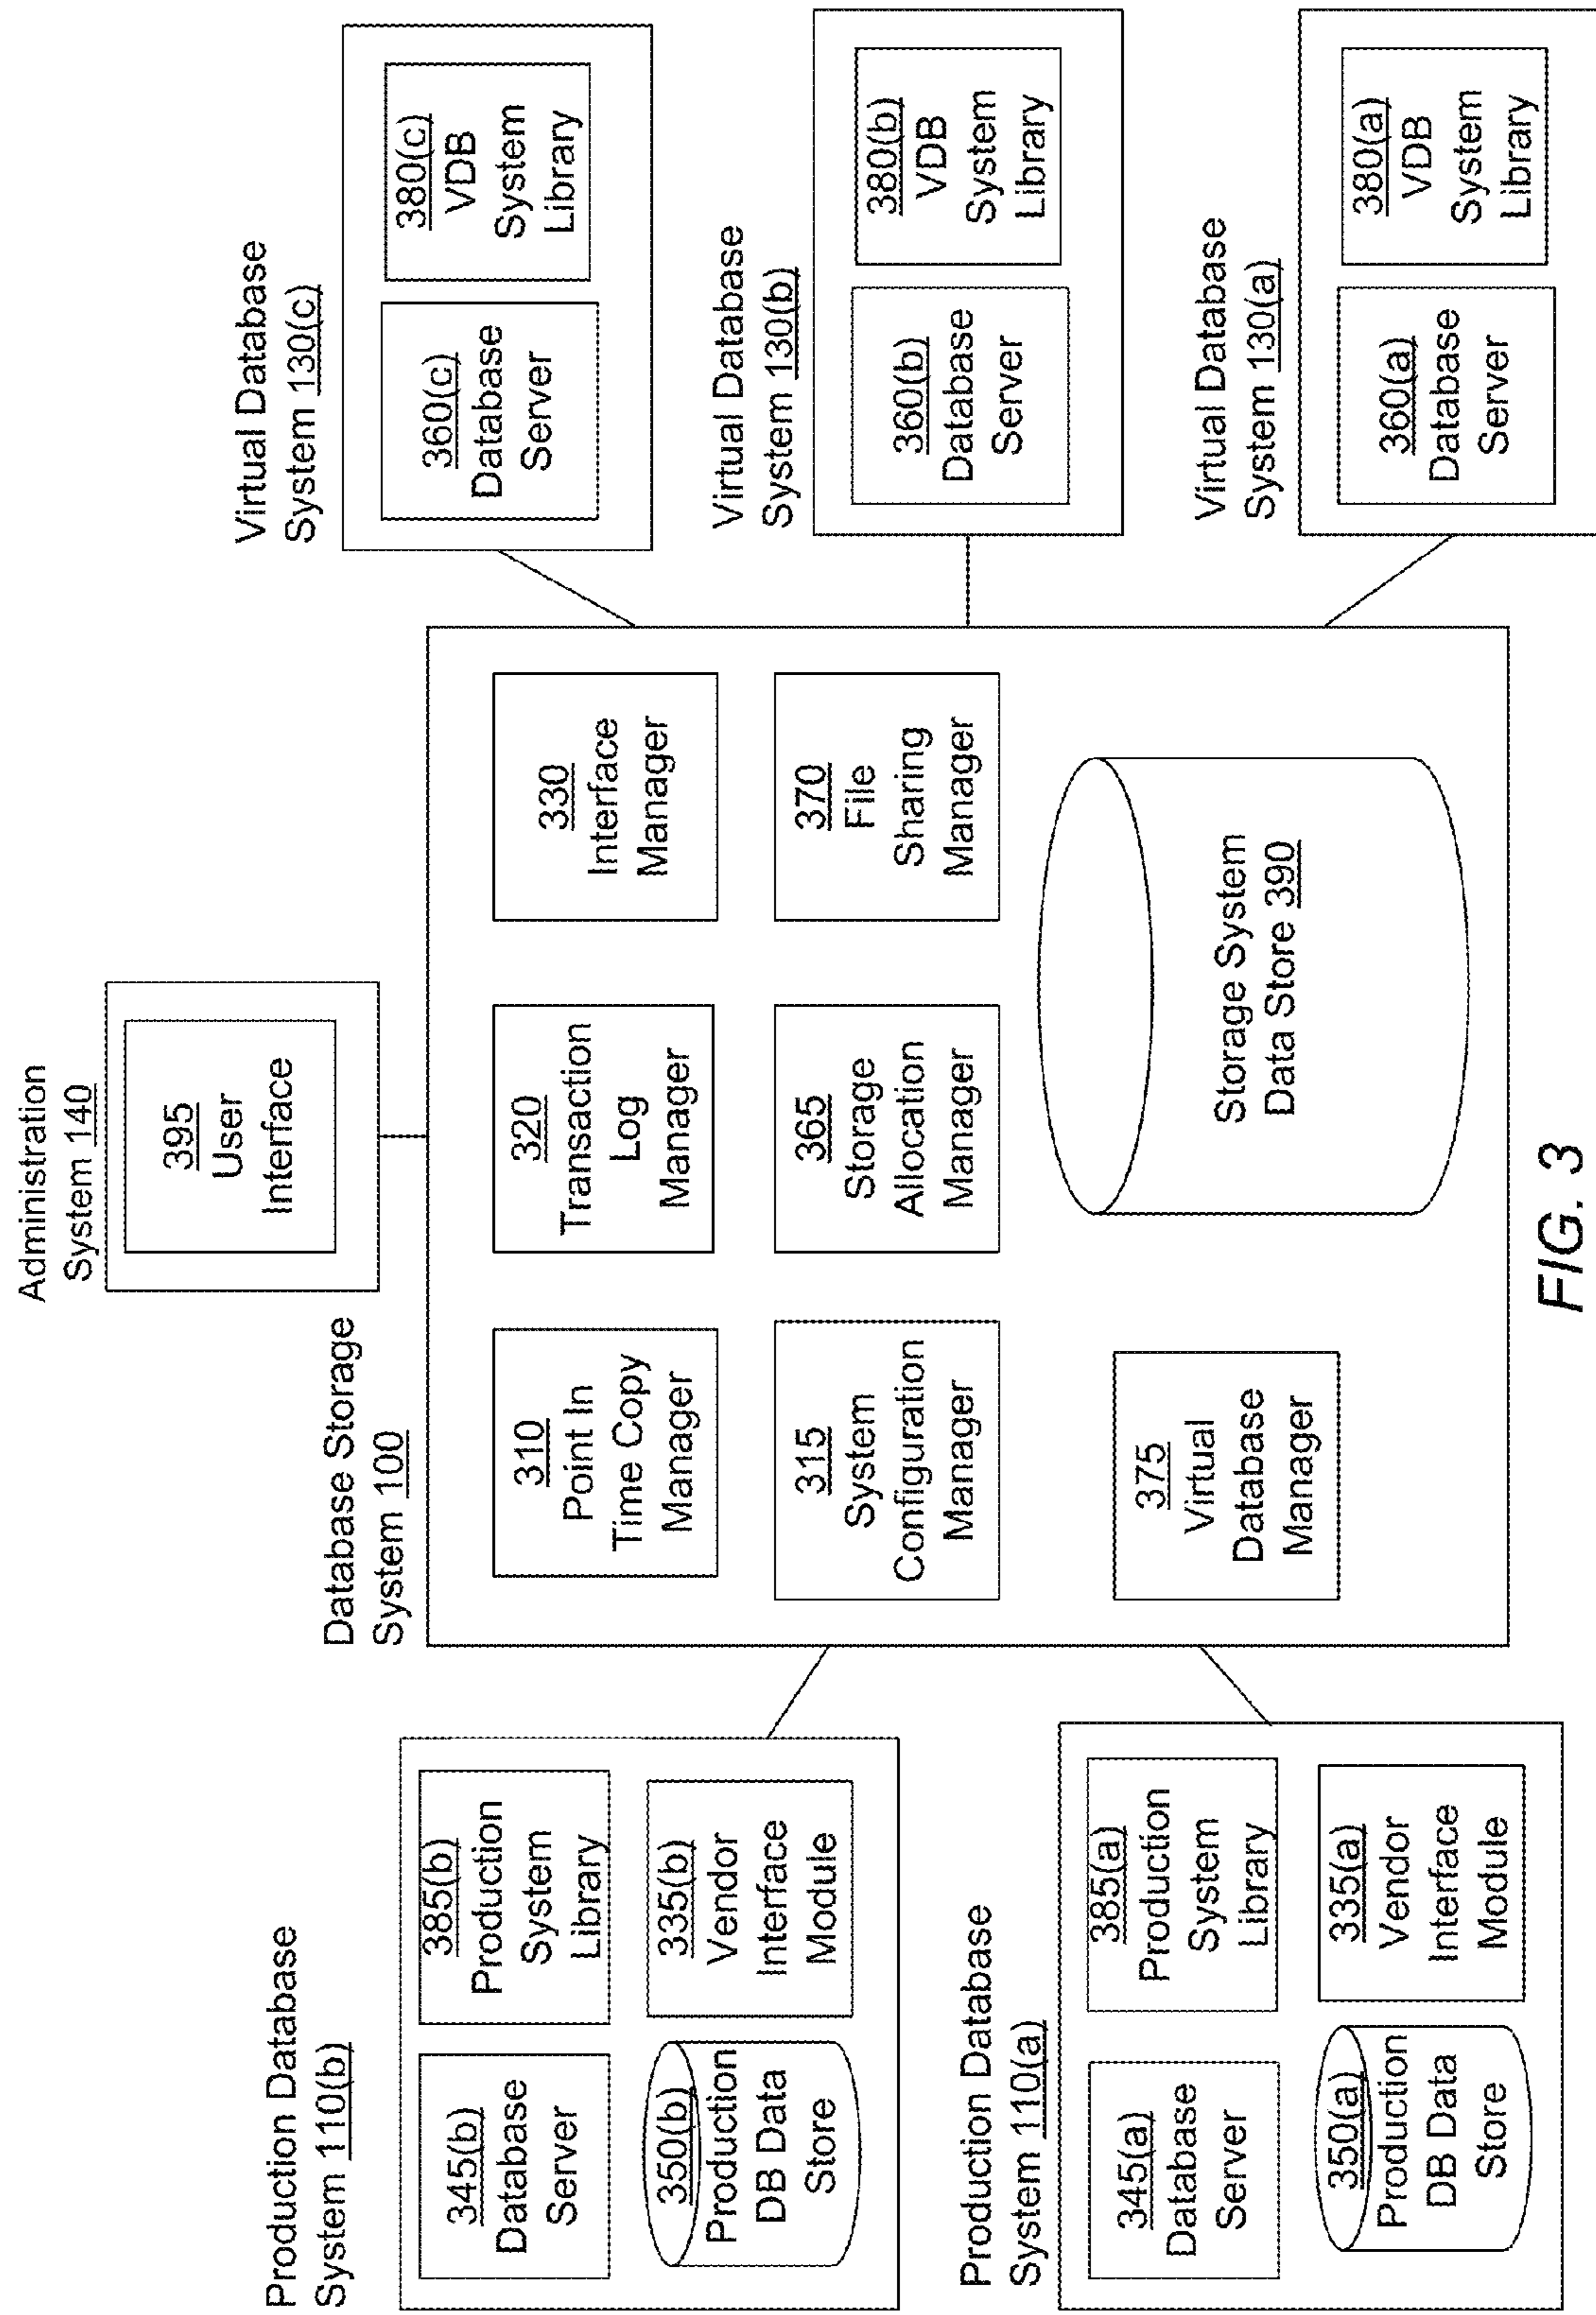 Administration
System 140
395
User
Interface
Database Storage
System 100
310
Point In
Time Copy
Manager
320
Transaction
Log
Manager
330
Interface
Manager
315
System
Configuration
Manager
365
Storage
Allocation
Manager
370
File
Sharing
Manager
375
Virtual
Database
Manager
Storage System
Data Store 390
Production Database
System 110(b)
345(b)
Database
Server
385(b)
Production
System
Library
350(b)
Production
DB Data
Store
335(b)
Vendor
Interface
Module
Production Database
System 110(a)
345(a)
Database
Server
385(a)
Production
System
Library
350(a)
Production
DB Data
Store
335(a)
Vendor
Interface
Module
Virtual Database
System 130(c)
360(c)
Database
Server
380(c)
VDB
System
Library
Virtual Database
System 130(b)
360(b)
Database
Server
380(b)
VDB
System
Library
Virtual Database
System 130(a)
360(a)
Database
Server
380(a)
VDB
System
Library
FIG. 3